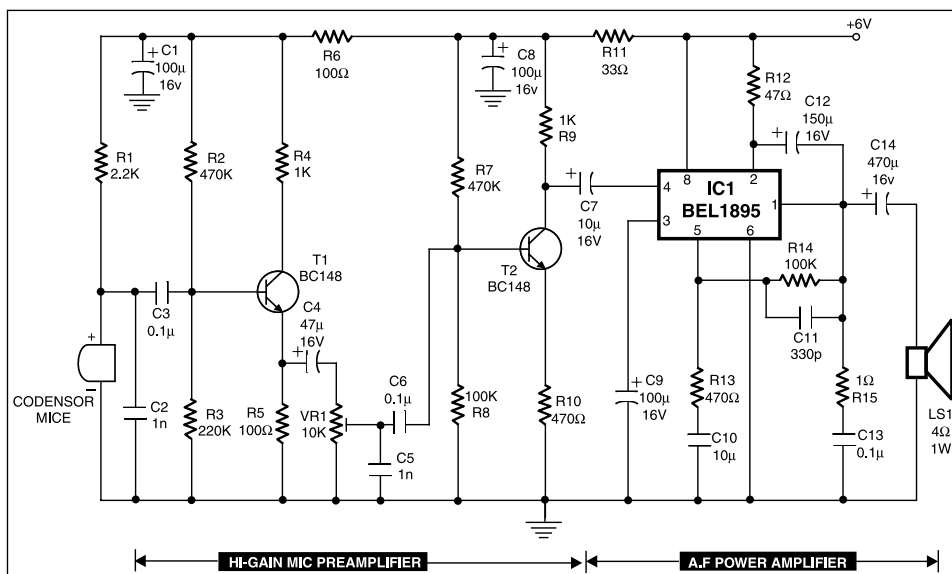 +6V
C1
100µ
16v
R6
100Ω
C8
100µ
16v
R11
33Ω
R12
47Ω
C12
150µ
16V
C14
470µ
16v
1K
R9
R1
2.2K
R2
470K
R4
1K
R7
470K
C7
10µ
16V
4
8
2
IC1
BEL1895
1
3
5
6
T1
BC148
T2
BC148
R14
100K
C11
330p
C3
0.1µ
C4
47µ
16V
+
CODENSOR
MICE
C2
1n
R3
220K
R5
100Ω
VR1
10K
C6
0.1µ
C5
1n
100K
R8
R10
470Ω
C9
100µ
16V
R13
470Ω
C10
10µ
1Ω
R15
C13
0.1µ
LS1
4Ω
1W
HI-GAIN MIC PREAMPLIFIER
A.F POWER AMPLIFIER